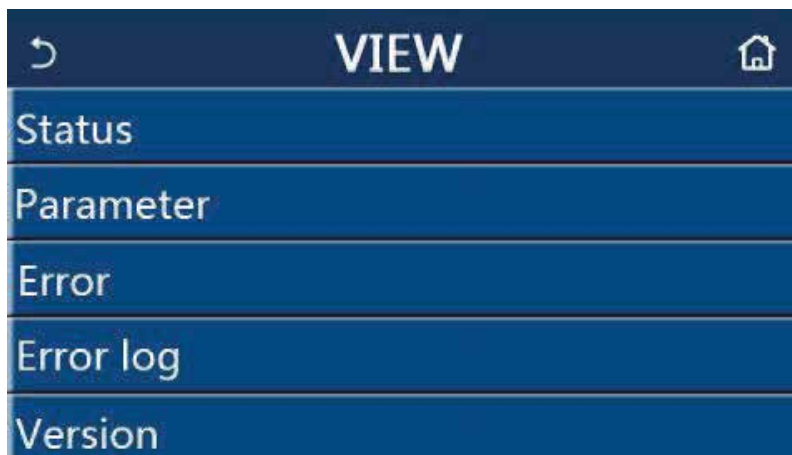 VIEW
Status
Parameter
Error
Error log
Version